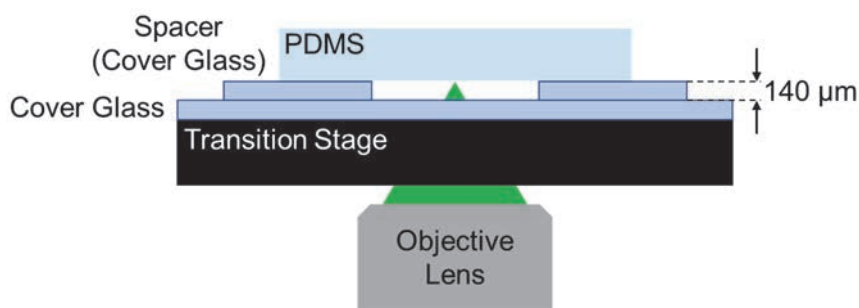 Spacer
(Cover Glass)
PDMS
140 μm
Cover Glass
Transition Stage
Objective
Lens